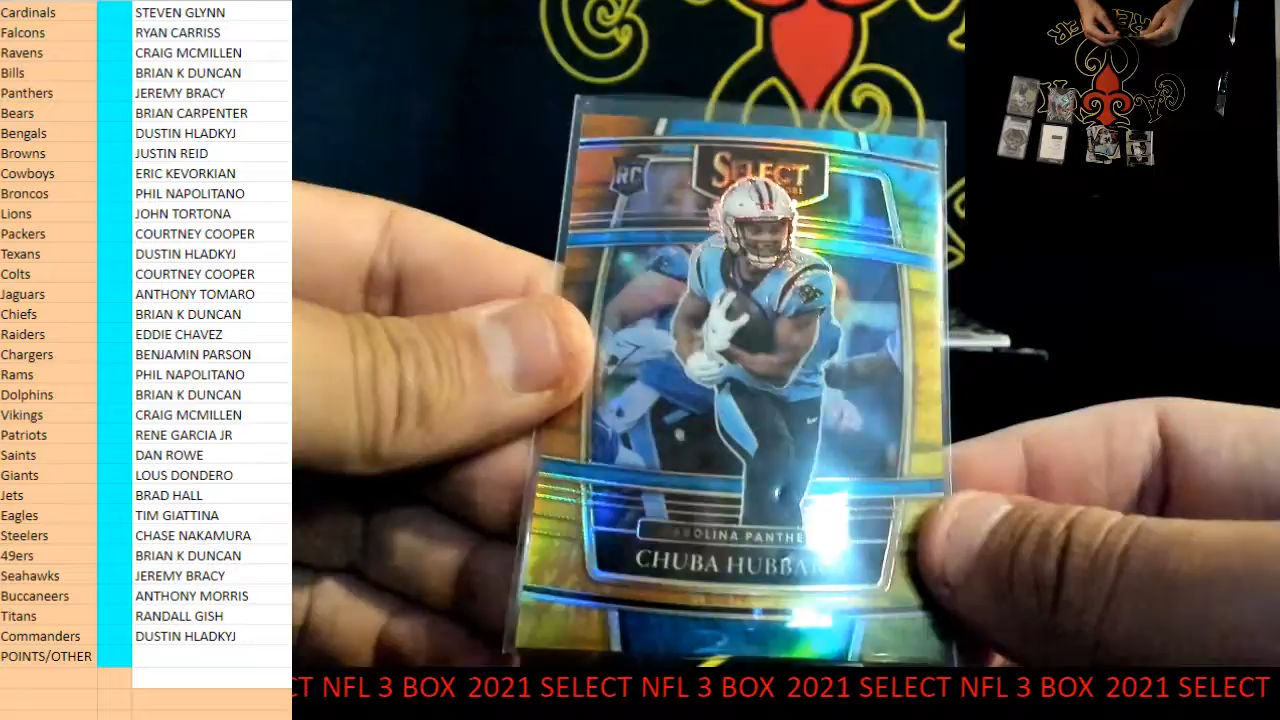 Cardinals STEVEN GLYNN
Falcons RYAN CARRISS
Ravens CRAIG MCMILLEN
Bills BRIAN K DUNCAN
Panthers JEREMY BRACY
Bears BRIAN CARPENTER
Bengals DUSTIN HLADKYJ
Browns JUSTIN REID
Cowboys ERIC KEVORKIAN
Broncos PHIL NAPOLITANO
Lions JOHN TORTONA
Packers COURTNEY COOPER
Texans DUSTIN HLADKYJ
Colts COURTNEY COOPER
Jaguars ANTHONY TOMARO
Chiefs BRIAN K DUNCAN
Raiders EDDIE CHAVEZ
Chargers BENJAMIN PARSON
Rams PHIL NAPOLITANO
Dolphins BRIAN K DUNCAN
Vikings CRAIG MCMILLEN
Patriots RENE GARCIA JR
Saints DAN ROWE
Giants LOUS DONDERO
Jets BRAD HALL
Eagles TIM GIATTINA
Steelers CHASE NAKAMURA
49ers BRIAN K DUNCAN
Seahawks JEREMY BRACY
Buccaneers ANTHONY MORRIS
Titans RANDALL GISH
Commanders DUSTIN HLADKYJ
POINTS/OTHER
RC
SELECT
CHUBA
CT NFL 3 BOX 2021 SELECT NFL 3 BOX 2021 SELECT NFL 3 BOX 2021 SELECT